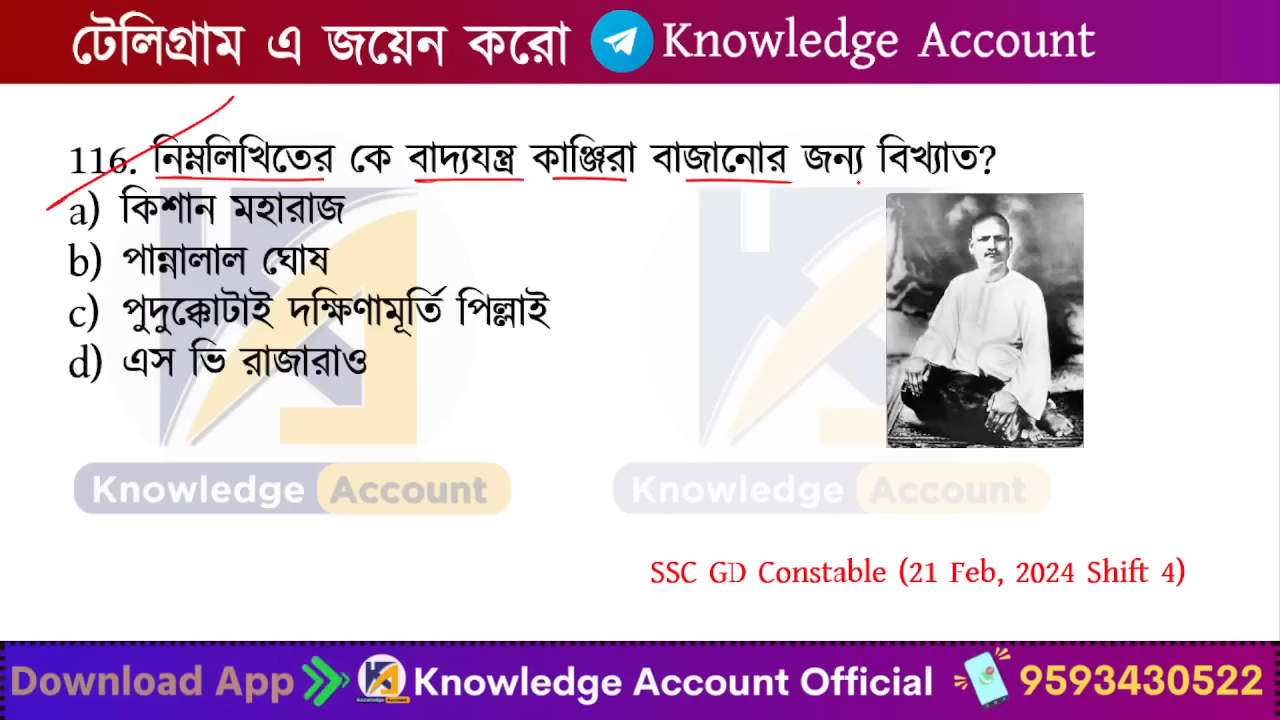 টেলিগ্রাম এ জয়েন করো Knowledge Account
116. নিম্নলিখিতের কে বাদ্যযন্ত্র কাঞ্জিরা বাজানোর জন্য বিখ্যাত?
a) কিশান মহারাজ
b) পান্নালাল ঘোষ
c) পুদুক্কোটাই দক্ষিণামূর্তি পিল্লাই
d) এস ভি রাজারাও
Knowledge Account Knowledge Account
SSC GD Constable (21 Feb, 2024 Shift 4)
Download App Knowledge Account Official 9593430522